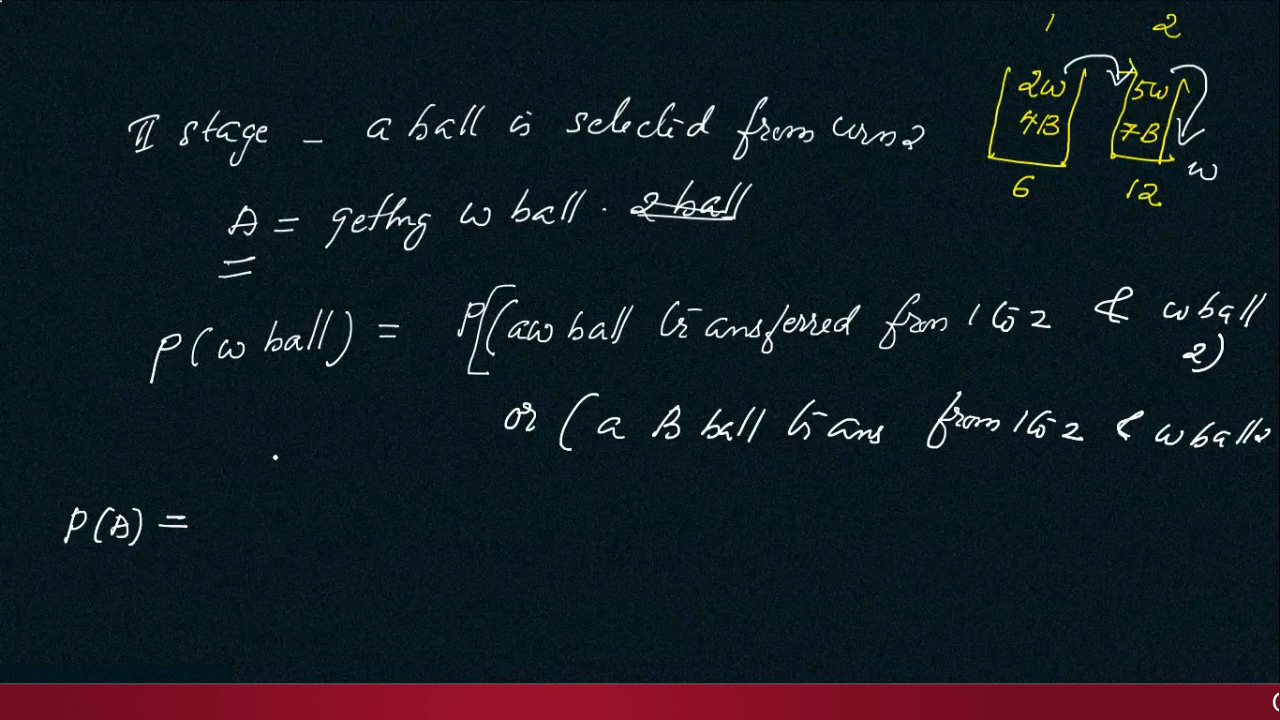 1 2
2W 5W
4B 7B
W
6 12
II stage - a ball is selected from urn 2
A = getting W ball. 2 ball
P(W ball) = P[(a W ball transferred from 1 to 2 & W ball 2)
or (a B ball trans from 1 to 2 & W ball 2
P(A) =